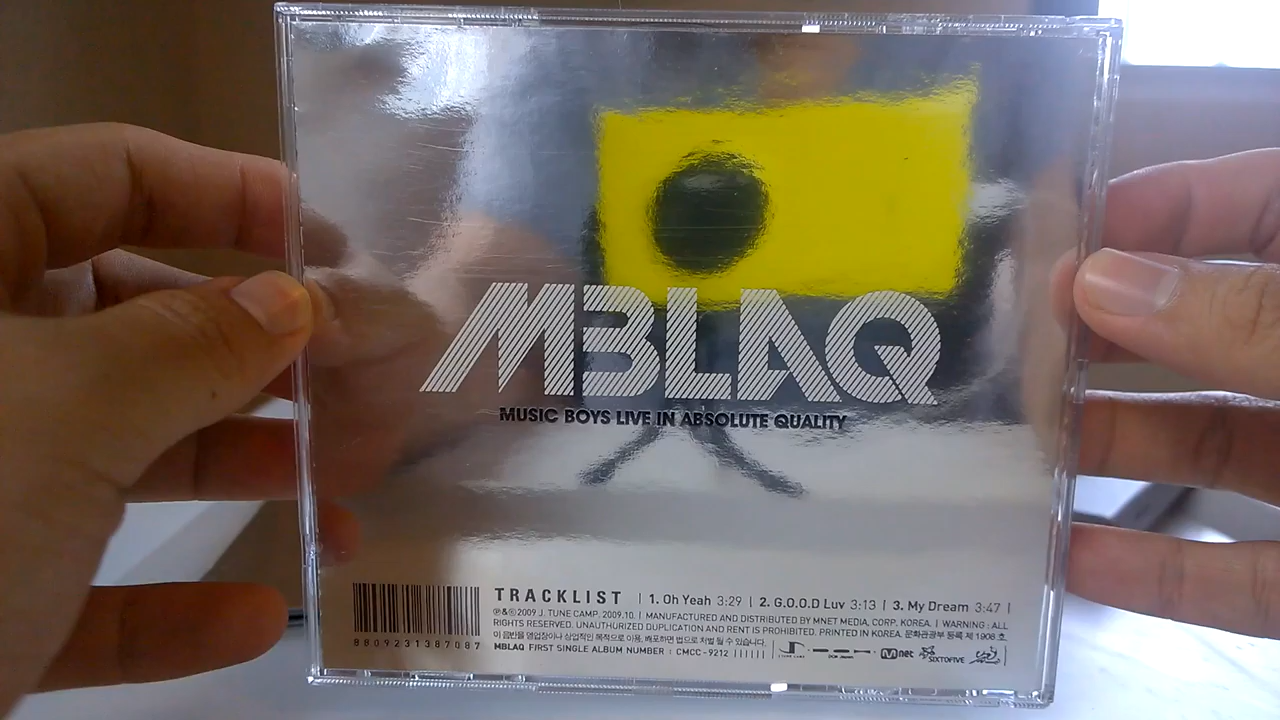 MBLAQ
MUSIC BOYS LIVE IN ABSOLUTE QUALITY
TRACKLIST | 1. Oh Yeah 3:29 | 2. G.O.O.D Luv 3:13 | 3. My Dream 3:47 |
℗&©2009 J. TUNE CAMP. 2009.10. | MANUFACTURED AND DISTRIBUTED BY MNET MEDIA, CORP. KOREA. | WARNING : ALL
RIGHTS RESERVED. UNAUTHORIZED DUPLICATION AND RENT IS PROHIBITED. PRINTED IN KOREA. 문화관광부 등록 제 1908 호.
이 음반을 영업장이나 상업적인 목적으로 이용, 배포하면 법으로 처벌 될 수 있습니다.
MBLAQ FIRST SINGLE ALBUM NUMBER : CMCC-9212 ||||||
8809231387087
Mnet
SIXTOFIVE